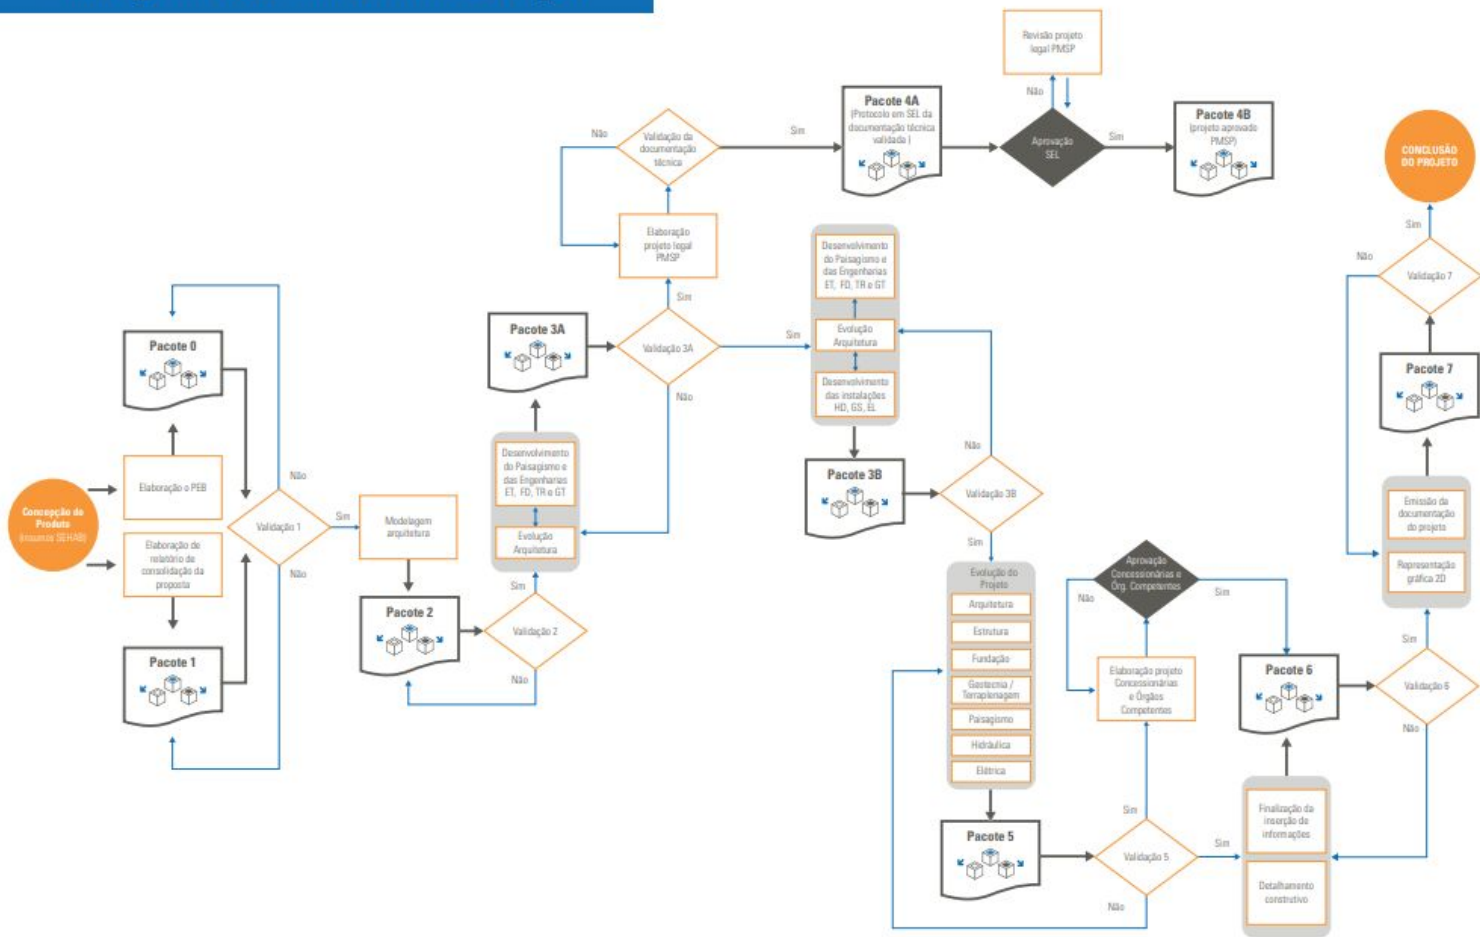 Revisão projeto
legal PMSP
Não
Pacote 4A
(Protocolo em SEL da
documentação técnica
validada )
Aprovação
SEL
Sim
Pacote 4B
(projeto aprovado
PMSP)
CONCLUSÃO
DO PROJETO
Não
Validação da
documentação
técnica
Sim
Elaboração
projeto legal
PMSP
Sim
Desenvolvimento
do Paisagismo e
das Engenharias
ET, FD, TR e GT
Evolução
Arquitetura
Desenvolvimento
das instalações
HD, GS, EL
Sim
Não
Validação 7
Pacote 0
Pacote 3A
Validação 3A
Sim
Não
Pacote 7
Desenvolvimento
do Paisagismo e
das Engenharias
ET, FD, TR e GT
Evolução
Arquitetura
Pacote 3B
Não
Validação 3B
Sim
Concepção do
Produto
(insumos SEHAB)
Elaboração o PEB
Elaboração de
relatório de
consolidação da
proposta
Não
Validação 1
Não
Sim
Modelagem
arquitetura
Emissão da
documentação
do projeto
Representação
gráfica 2D
Pacote 1
Pacote 2
Sim
Validação 2
Não
Evolução do
Projeto
Arquitetura
Estrutura
Fundação
Geotecnia /
Terraplenagem
Paisagismo
Hidráulica
Elétrica
Aprovação
Concessionárias e
Órg. Competentes
Não
Sim
Elaboração projeto
Concessionárias
e Órgãos
Competentes
Pacote 6
Sim
Validação 6
Não
Pacote 5
Sim
Validação 5
Sim
Não
Finalização da
inserção de
informações
Detalhamento
construtivo